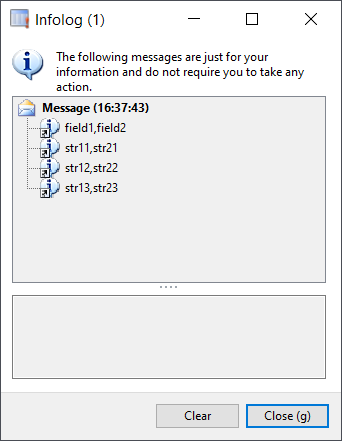 Infolog (1)
The following messages are just for your
information and do not require you to take any
action.
Message (16:37:43)
field1,field2
str11,str21
str12,str22
str13,str23
Clear
Close (g)